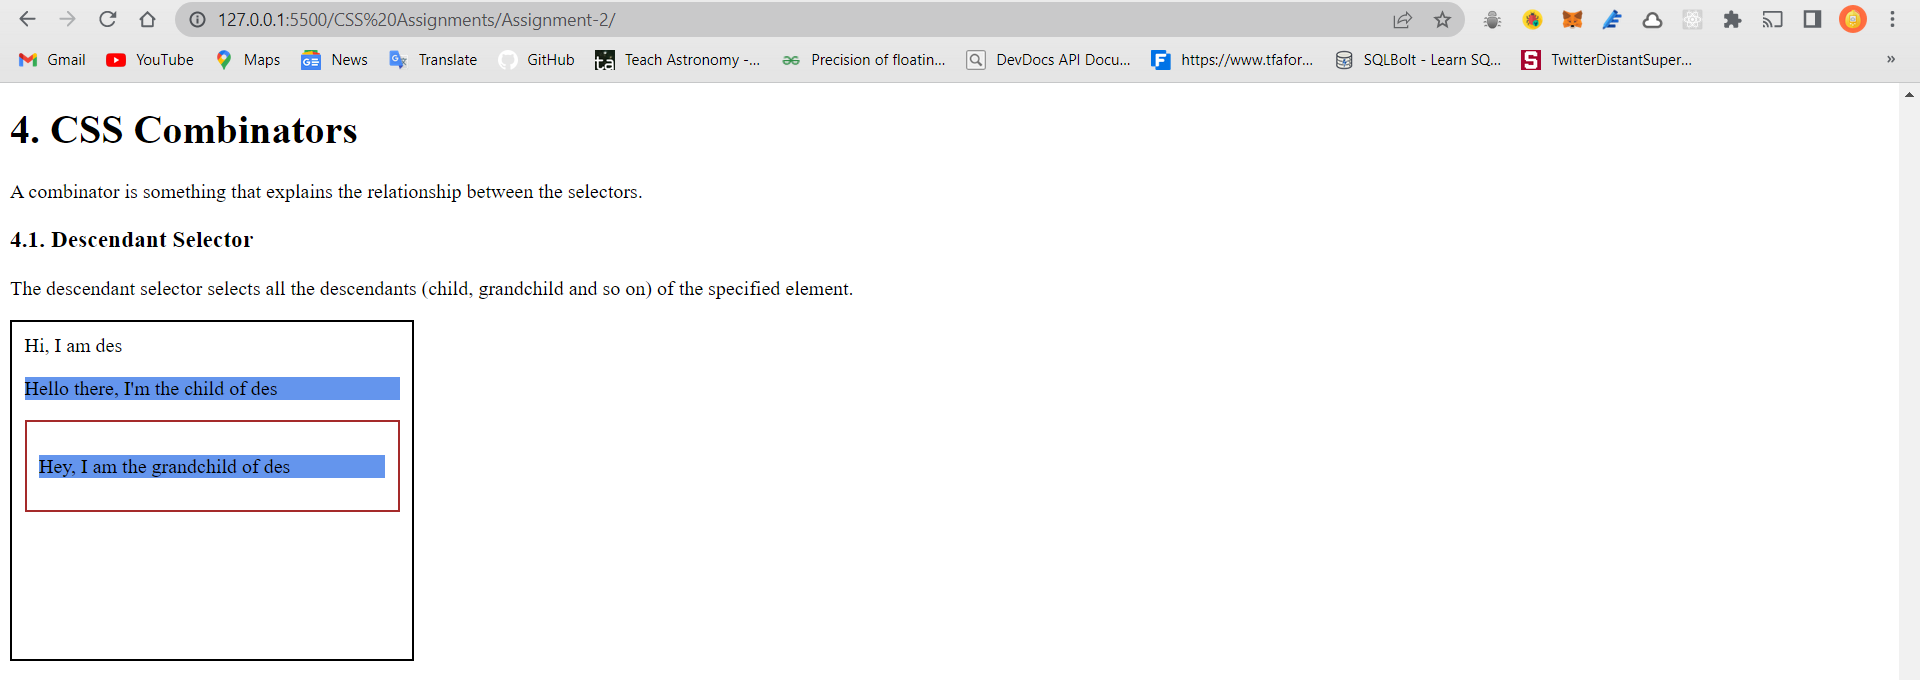 127.0.0.1:5500/CSS%20Assignments/Assignment-2/
Gmail YouTube Maps News Translate GitHub Teach Astronomy -... Precision of floatin... DevDocs API Docu... https://www.tfafor... SQLBolt - Learn SQ... TwitterDistantSuper... »
4. CSS Combinators
A combinator is something that explains the relationship between the selectors.
4.1. Descendant Selector
The descendant selector selects all the descendants (child, grandchild and so on) of the specified element.
Hi, I am des
Hello there, I'm the child of des
Hey, I am the grandchild of des